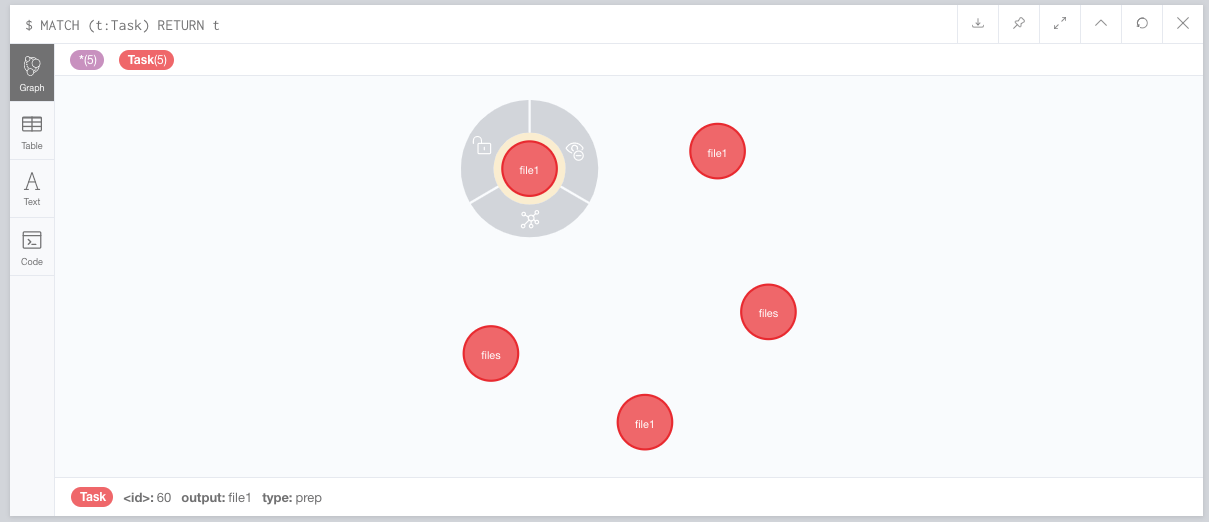 $ MATCH (t:Task) RETURN t
*(5) Task(5)
Graph
Table
Text
Code
file1
file1
files
files
file1
Task <id>: 60 output: file1 type: prep